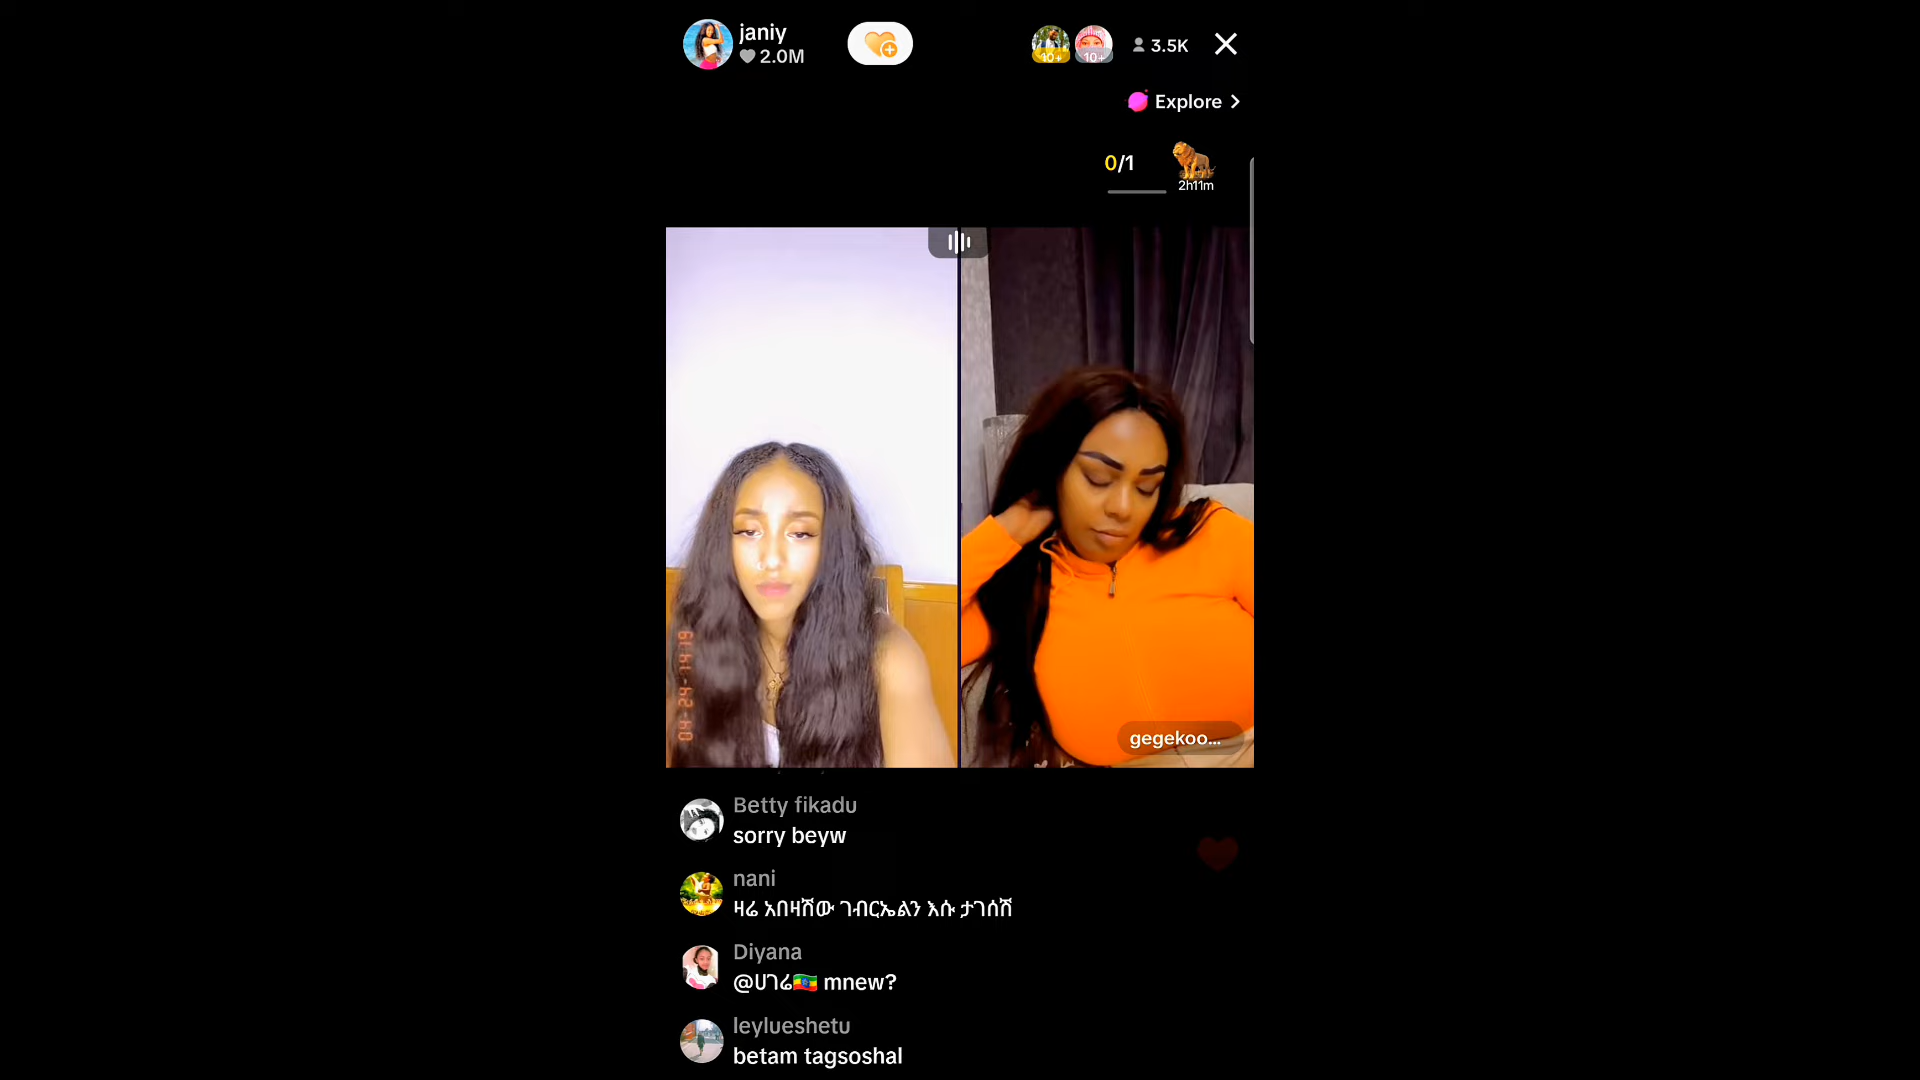 janiy
2.0M
10+
10+
3.5K
Explore
0/1
2h11m
04-24-1419
gegekoo...
Betty fikadu
sorry beyw
nani
ዛሬ አበዛሽው ገብርኤልን እሱ ታገሰሽ
Diyana
@ሀገሬ🇪🇹 mnew?
leylueshetu
betam tagsoshal